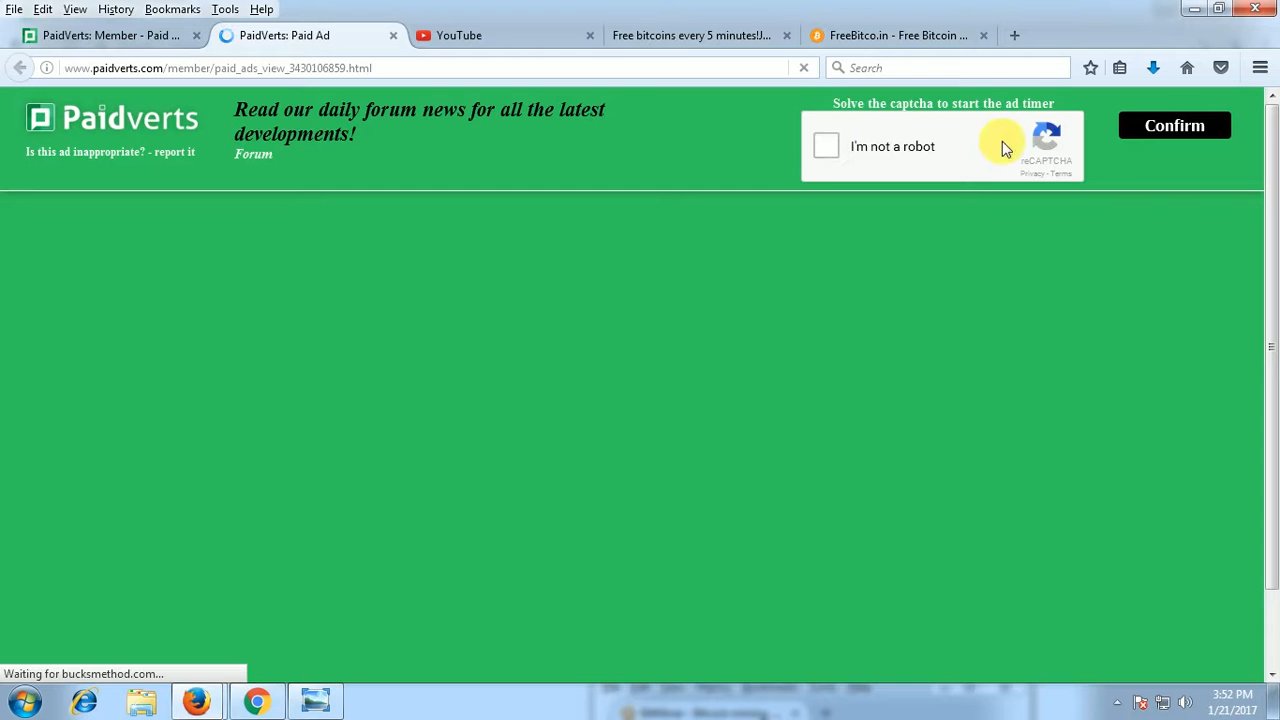 File Edit View History Bookmarks Tools Help
PaidVerts: Member - Paid ...
PaidVerts: Paid Ad
YouTube
Free bitcoins every 5 minutes!J...
FreeBitco.in - Free Bitcoin ...
www.paidverts.com/member/paid_ads_view_3430106859.html
Search
Paidverts
Is this ad inappropriate? - report it
Read our daily forum news for all the latest
developments!
Forum
Solve the captcha to start the ad timer
I'm not a robot
reCAPTCHA
Privacy - Terms
Confirm
Waiting for bucksmethod.com...
3:52 PM
1/21/2017